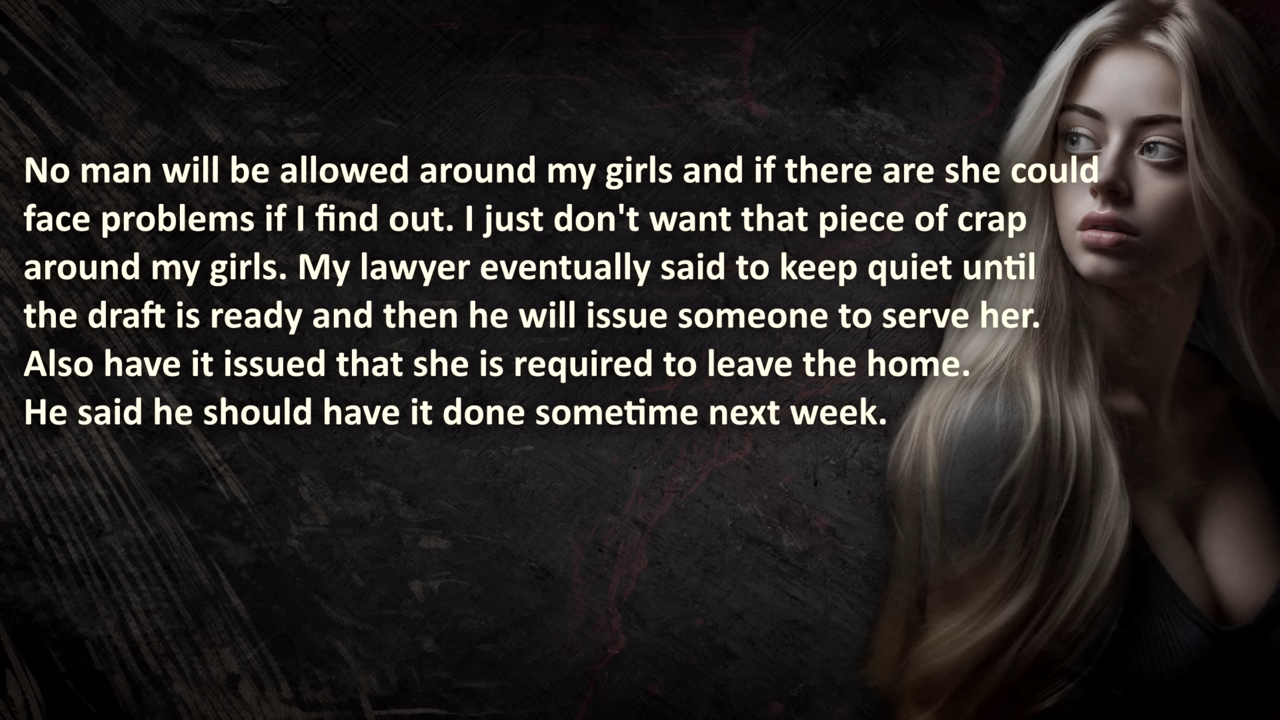 No man will be allowed around my girls and if there are she could
face problems if I find out. I just don't want that piece of crap
around my girls. My lawyer eventually said to keep quiet until
the draft is ready and then he will issue someone to serve her.
Also have it issued that she is required to leave the home.
He said he should have it done sometime next week.